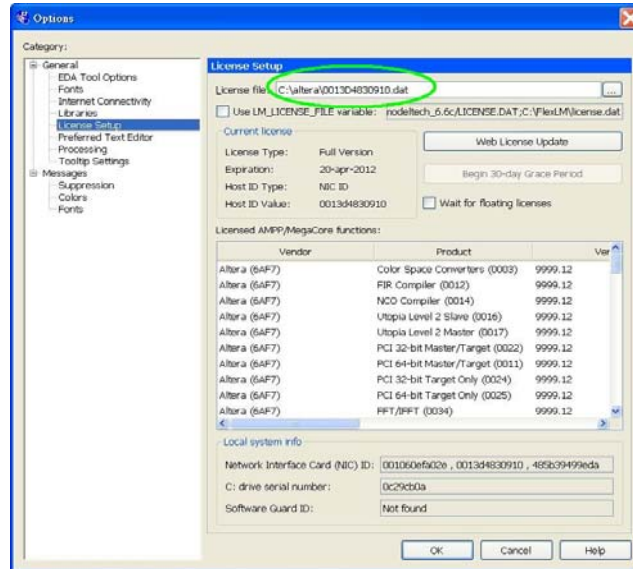 Options
Category:
General
EDA Tool Options
Fonts
Internet Connectivity
Libraries
License Setup
Preferred Text Editor
Processing
Tooltip Settings
Messages
Suppression
Colors
Fonts
License Setup
License file: C:\altera\0013D4830910.dat ...
Use LM_LICENSE_FILE variable: nodeltech_6.6c/LICENSE.DAT;C:\FlexLM\license.dat
Current license
License Type: Full Version
Expiration: 20-apr-2012
Host ID Type: NIC ID
Host ID Value: 0013d4830910
Web License Update
Begin 30-day Grace Period
Wait for floating licenses
Licensed AMPP/MegaCore functions:
Vendor Product Ver
Altera (6AF7) Color Space Converters (0003) 9999.12
Altera (6AF7) FIR Compiler (0012) 9999.12
Altera (6AF7) NCO Compiler (0014) 9999.12
Altera (6AF7) Utopia Level 2 Slave (0016) 9999.12
Altera (6AF7) Utopia Level 2 Master (0017) 9999.12
Altera (6AF7) PCI 32-bit Master/Target (0022) 9999.12
Altera (6AF7) PCI 64-bit Master/Target (0011) 9999.12
Altera (6AF7) PCI 32-bit Target Only (0024) 9999.12
Altera (6AF7) PCI 64-bit Target Only (0025) 9999.12
Altera (6AF7) FFT/IFFT (0034) 9999.12
Local system info
Network Interface Card (NIC) ID: 001060efa02e , 0013d4830910 , 485b39499eda
C: drive serial number: 0c29cb0a
Software Guard ID: Not found
OK
Cancel
Help